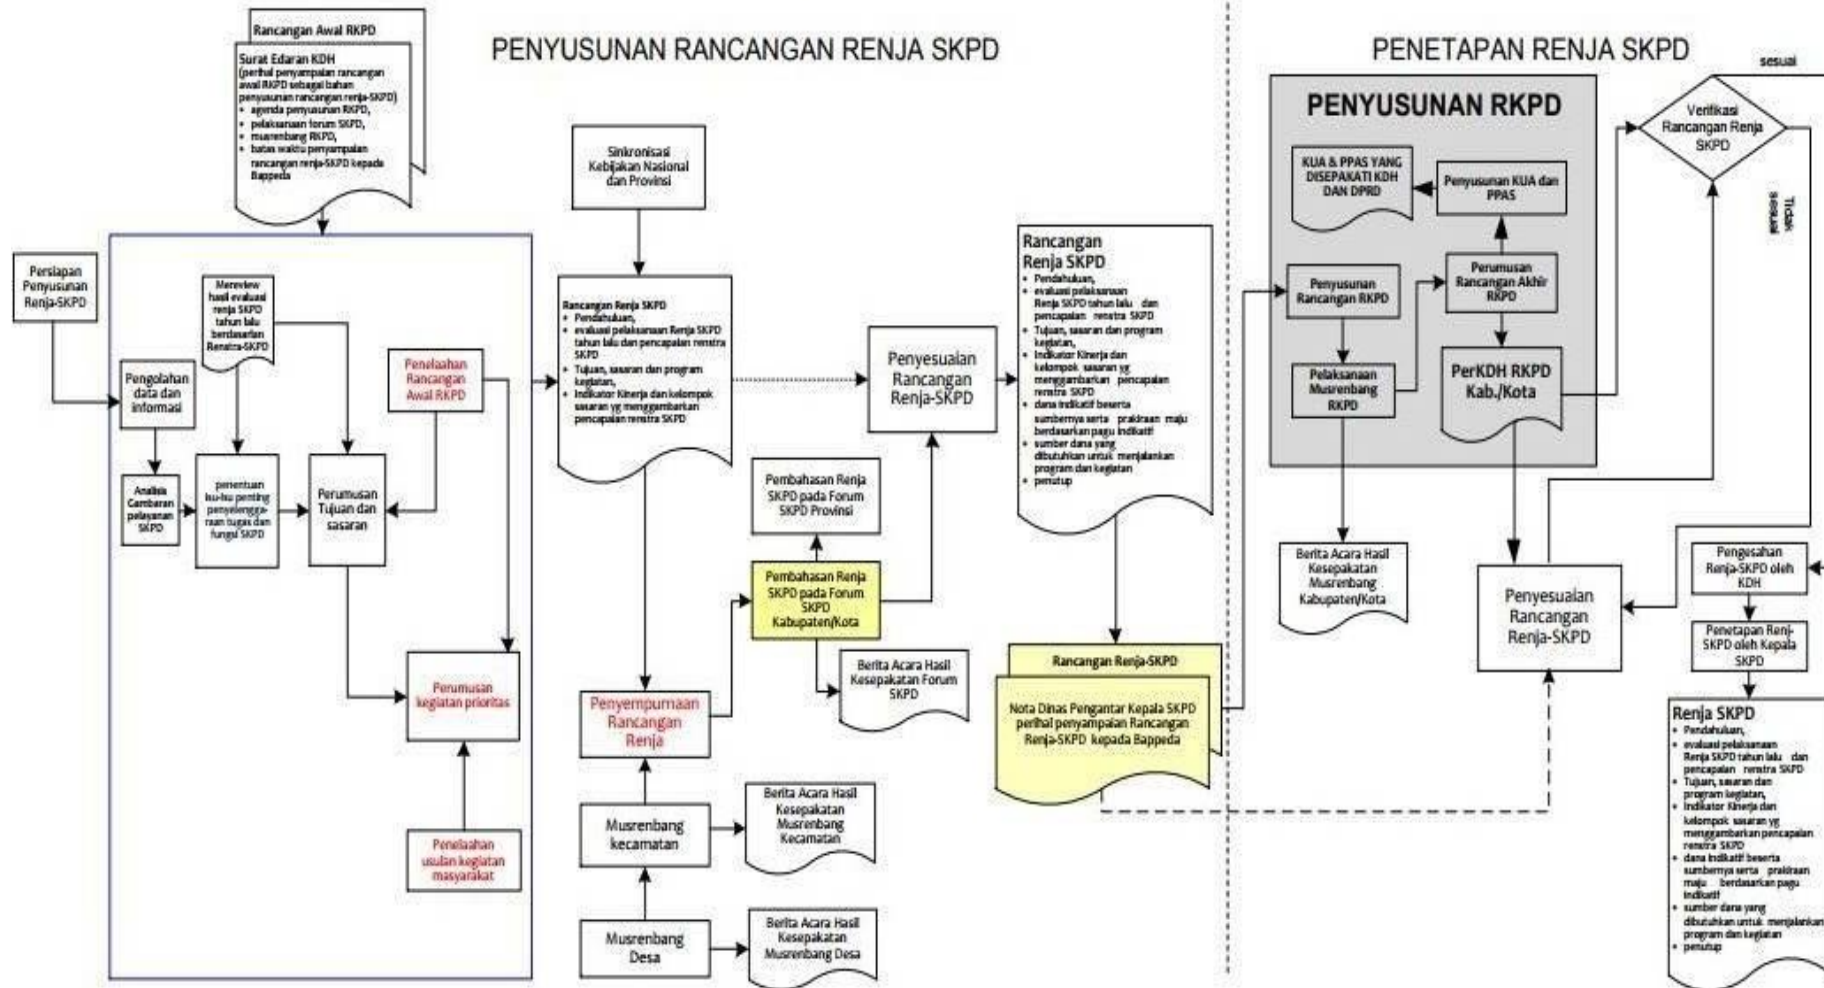 Rancangan Awal RKPD
Surat Edaran KDH
(perihal penyampaian rancangan
awal RKPD sebagai bahan
penyusunan rancangan renja-SKPD)
• agenda penyusunan RKPD,
• pelaksanaan forum SKPD,
• musrenbang RKPD,
• batas waktu penyampaian
rancangan renja-SKPD kepada
Bappeda
PENYUSUNAN RANCANGAN RENJA SKPD
Persiapan
Penyusunan
Renja-SKPD
Mereview
hasil evaluasi
renja SKPD
tahun lalu
berdasarkan
Renstra-SKPD
Pengolahan
data dan
informasi
Penelaahan
Rancangan
Awal RKPD
Analisis
Gambaran
pelayanan
SKPD
penentuan
isu-isu penting
penyelengga-
raan tugas dan
fungsi SKPD
Perumusan
Tujuan dan
sasaran
Perumusan
kegiatan prioritas
Penelaahan
usulan kegiatan
masyarakat
Sinkronisasi
Kebijakan Nasional
dan Provinsi
Rancangan Renja SKPD
• Pendahuluan,
• evaluasi pelaksanaan Renja SKPD
tahun lalu dan pencapaian renstra
SKPD
• Tujuan, sasaran dan program
kegiatan,
• Indikator Kinerja dan kelompok
sasaran yg menggambarkan
pencapaian renstra SKPD
Penyesuaian
Rancangan
Renja-SKPD
Pembahasan Renja
SKPD pada Forum
SKPD Provinsi
Pembahasan Renja
SKPD pada Forum
SKPD
Kabupaten/Kota
Berita Acara Hasil
Kesepakatan Forum
SKPD
Penyempurnaan
Rancangan
Renja
Musrenbang
kecamatan
Berita Acara Hasil
Kesepakatan
Musrenbang
Kecamatan
Musrenbang
Desa
Berita Acara Hasil
Kesepakatan
Musrenbang Desa
Rancangan
Renja SKPD
• Pendahuluan,
• evaluasi pelaksanaan
Renja SKPD tahun lalu dan
pencapaian renstra SKPD
• Tujuan, sasaran dan program
kegiatan,
• Indikator Kinerja dan
kelompok sasaran yg
menggambarkan pencapaian
renstra SKPD
• dana indikatif beserta
sumbernya serta prakiraan maju
berdasarkan pagu indikatif
• sumber dana yang
dibutuhkan untuk menjalankan
program dan kegiatan
• penutup
Rancangan Renja-SKPD
Nota Dinas Pengantar Kepala SKPD
perihal penyampaian Rancangan
Renja-SKPD kepada Bappeda
PENETAPAN RENJA SKPD
PENYUSUNAN RKPD
KUA & PPAS YANG
DISEPAKATI KDH
DAN DPRD
Penyusunan KUA dan
PPAS
Penyusunan
Rancangan RKPD
Perumusan
Rancangan Akhir
RKPD
Pelaksanaan
Musrenbang
RKPD
PerKDH RKPD
Kab./Kota
Berita Acara Hasil
Kesepakatan
Musrenbang
Kabupaten/Kota
Penyesuaian
Rancangan
Renja-SKPD
sesuai
Verifikasi
Rancangan Renja
SKPD
Tidak
sesuai
Pengesahan
Renja-SKPD oleh
KDH
Penetapan Renj-
SKPD oleh Kepala
SKPD
Renja SKPD
• Pendahuluan,
• evaluasi pelaksanaan
Renja SKPD tahun lalu dan
pencapaian renstra SKPD
• Tujuan, sasaran dan
program kegiatan,
• Indikator Kinerja dan
kelompok sasaran yg
menggambarkan pencapaian
renstra SKPD
• dana indikatif beserta
sumbernya serta prakiraan
maju berdasarkan pagu
indikatif
• sumber dana yang
dibutuhkan untuk menjalankan
program dan kegiatan
• penutup